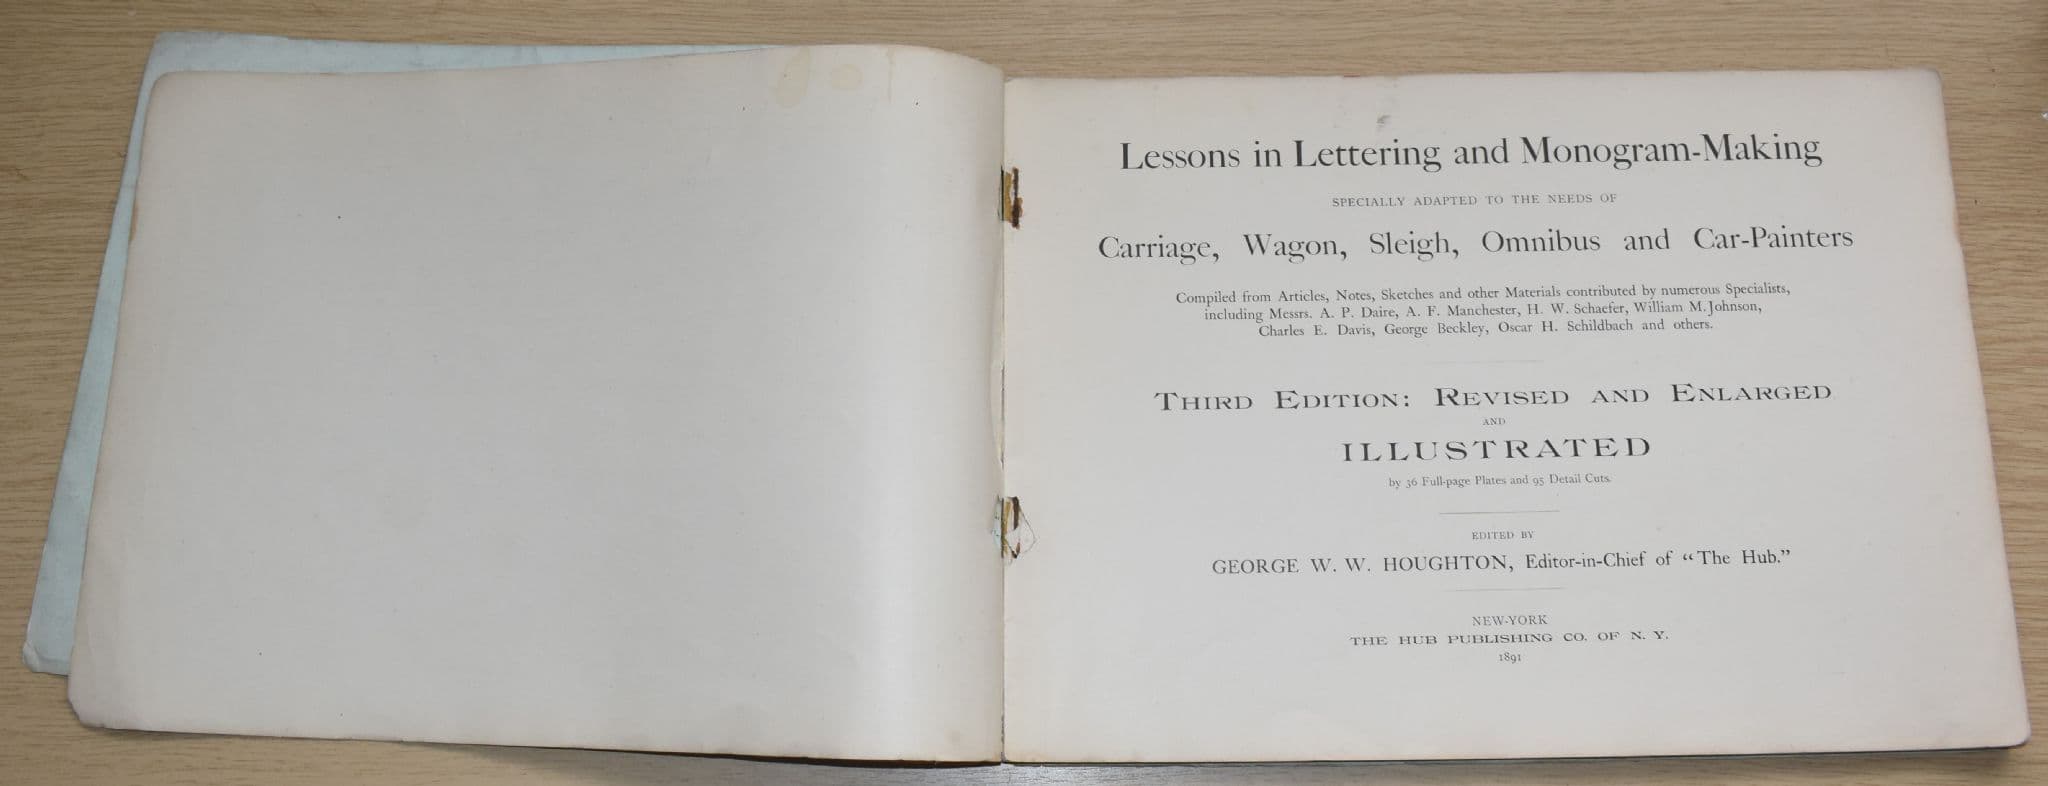 Lessons in Lettering and Monogram-Making
SPECIALLY ADAPTED TO THE NEEDS OF
Carriage, Wagon, Sleigh, Omnibus and Car-Painters
Compiled from Articles, Notes, Sketches and other Materials contributed by numerous Specialists,
including Messrs. A. P. Daire, A. F. Manchester, H. W. Schaefer, William M. Johnson,
Charles E. Davis, George Beckley, Oscar H. Schildbach and others.
THIRD EDITION: REVISED AND ENLARGED
AND
ILLUSTRATED
by 36 Full-page Plates and 95 Detail Cuts.
EDITED BY
GEORGE W. W. HOUGHTON, Editor-in-Chief of “The Hub.”
NEW-YORK
THE HUB PUBLISHING CO. OF N. Y.
1891